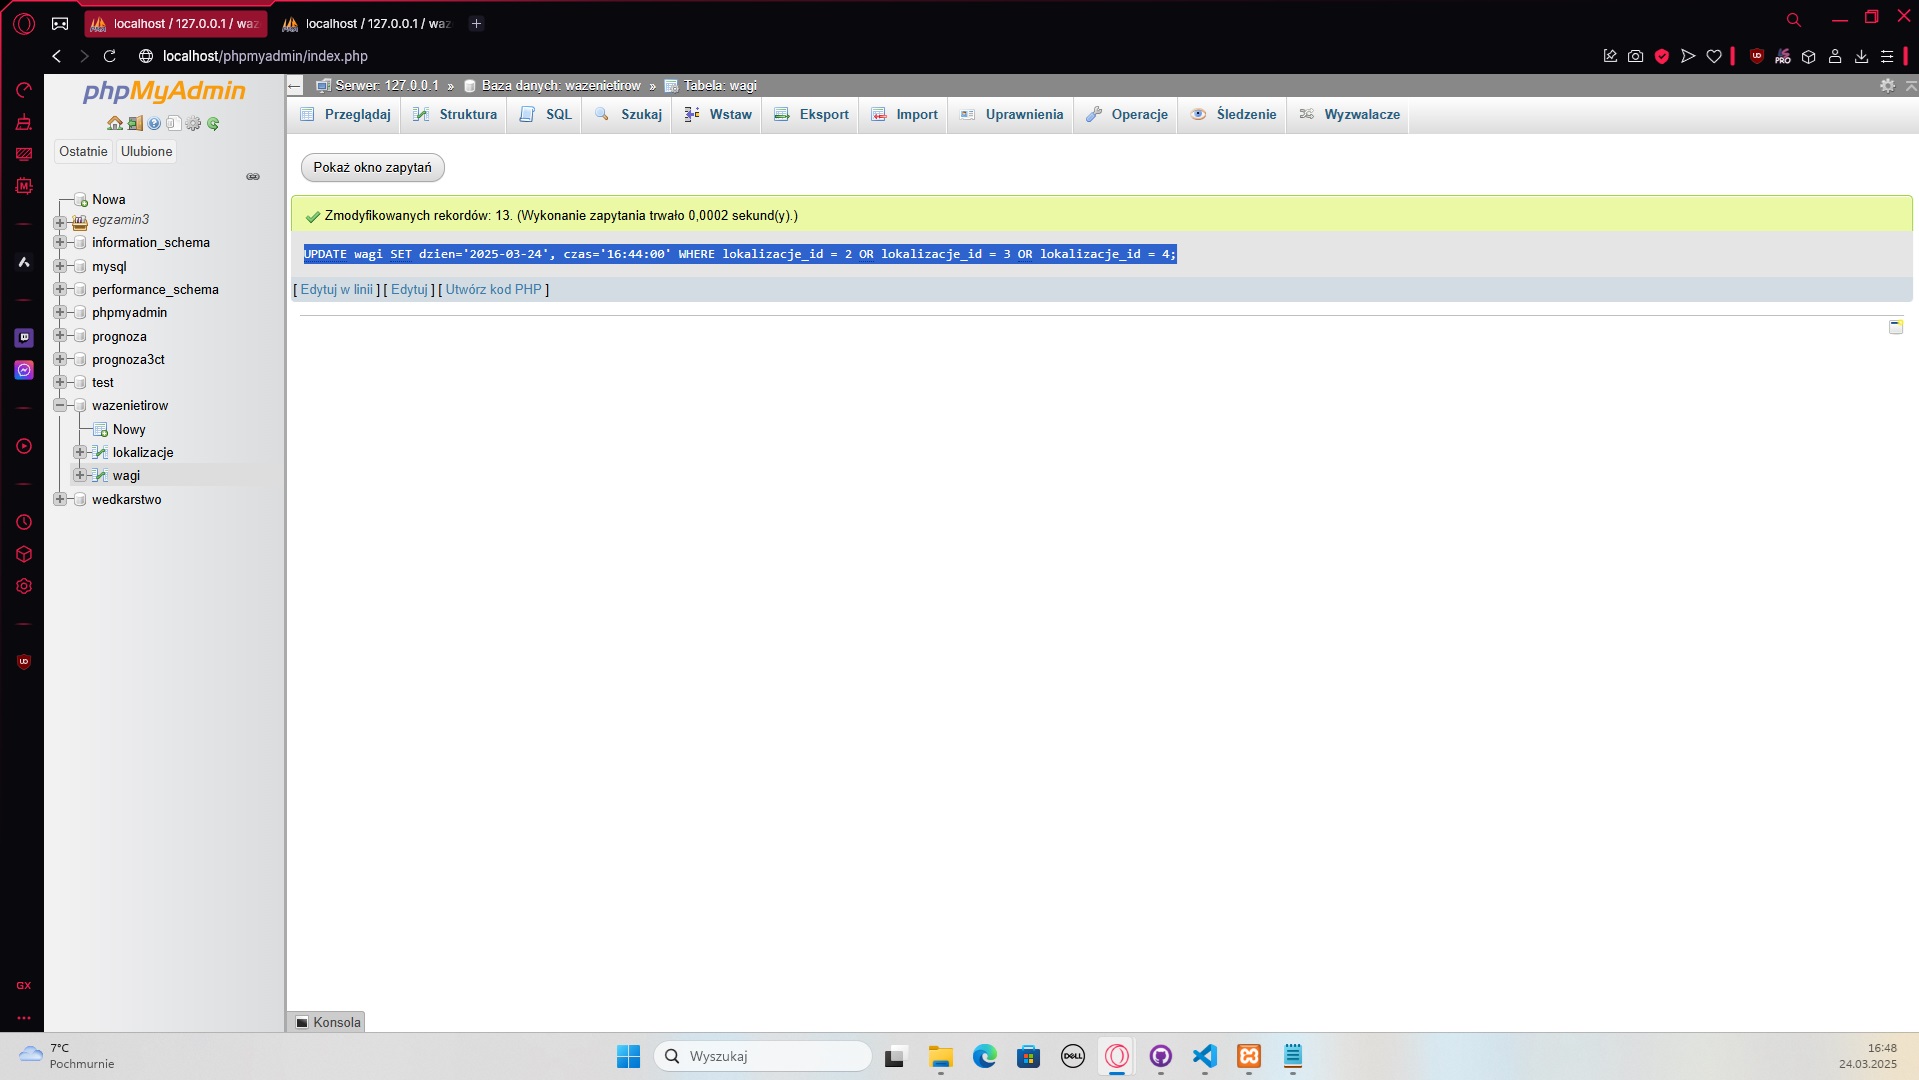 localhost / 127.0.0.1 / waz
localhost / 127.0.0.1 / waz
localhost/phpmyadmin/index.php
PRO
phpMyAdmin
Ostatnie
Ulubione
Nowa
egzamin3
information_schema
mysql
performance_schema
phpmyadmin
prognoza
prognoza3ct
test
wazenietirow
Nowy
lokalizacje
wagi
wedkarstwo
Serwer: 127.0.0.1 » Baza danych: wazenietirow » Tabela: wagi
Przeglądaj Struktura SQL Szukaj Wstaw Eksport Import Uprawnienia Operacje Śledzenie Wyzwalacze
Pokaż okno zapytań
Zmodyfikowanych rekordów: 13. (Wykonanie zapytania trwało 0,0002 sekund(y).)
UPDATE wagi SET dzien='2025-03-24', czas='16:44:00' WHERE lokalizacje_id = 2 OR lokalizacje_id = 3 OR lokalizacje_id = 4;
[ Edytuj w linii ] [ Edytuj ] [ Utwórz kod PHP ]
GX
Konsola
7°C
Pochmurnie
Wyszukaj
DELL
16:48
24.03.2025